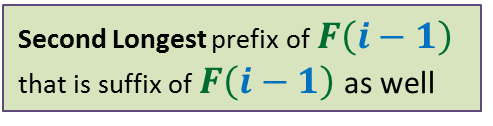 Second Longest prefix of F(i − 1)
that is suffix of F(i − 1) as well